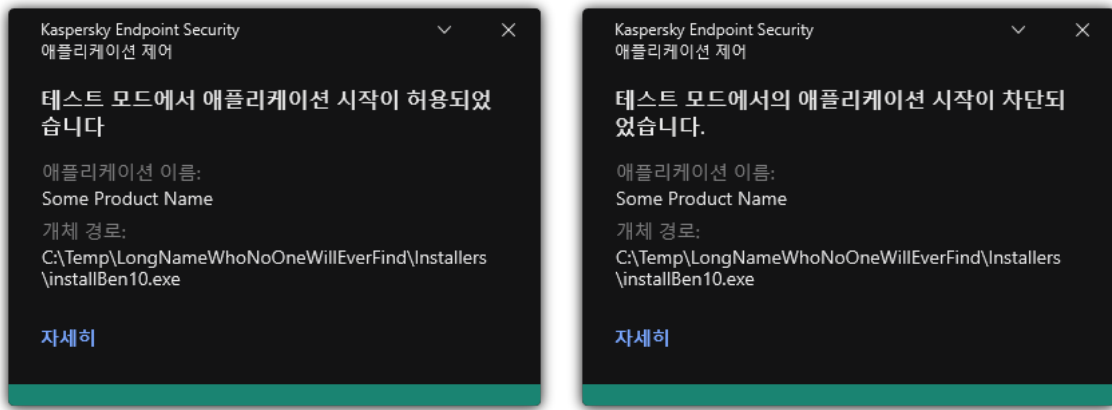 Kaspersky Endpoint Security
애플리케이션 제어
테스트 모드에서 애플리케이션 시작이 허용되었
습니다
애플리케이션 이름:
Some Product Name
개체 경로:
C:\Temp\LongNameWhoNoOneWillEverFind\Installers
\installBen10.exe
자세히
Kaspersky Endpoint Security
애플리케이션 제어
테스트 모드에서의 애플리케이션 시작이 차단되
었습니다.
애플리케이션 이름:
Some Product Name
개체 경로:
C:\Temp\LongNameWhoNoOneWillEverFind\Installers
\installBen10.exe
자세히